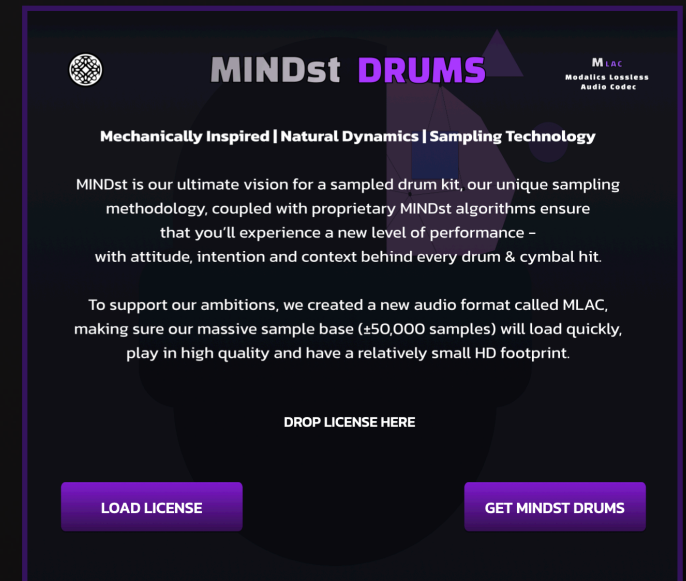 MINDst DRUMS
MLAC
Modalics Lossless
Audio Codec
Mechanically Inspired | Natural Dynamics | Sampling Technology
MINDst is our ultimate vision for a sampled drum kit, our unique sampling
methodology, coupled with proprietary MINDst algorithms ensure
that you’ll experience a new level of performance -
with attitude, intention and context behind every drum & cymbal hit.
To support our ambitions, we created a new audio format called MLAC,
making sure our massive sample base (±50,000 samples) will load quickly,
play in high quality and have a relatively small HD footprint.
DROP LICENSE HERE
LOAD LICENSE
GET MINDST DRUMS